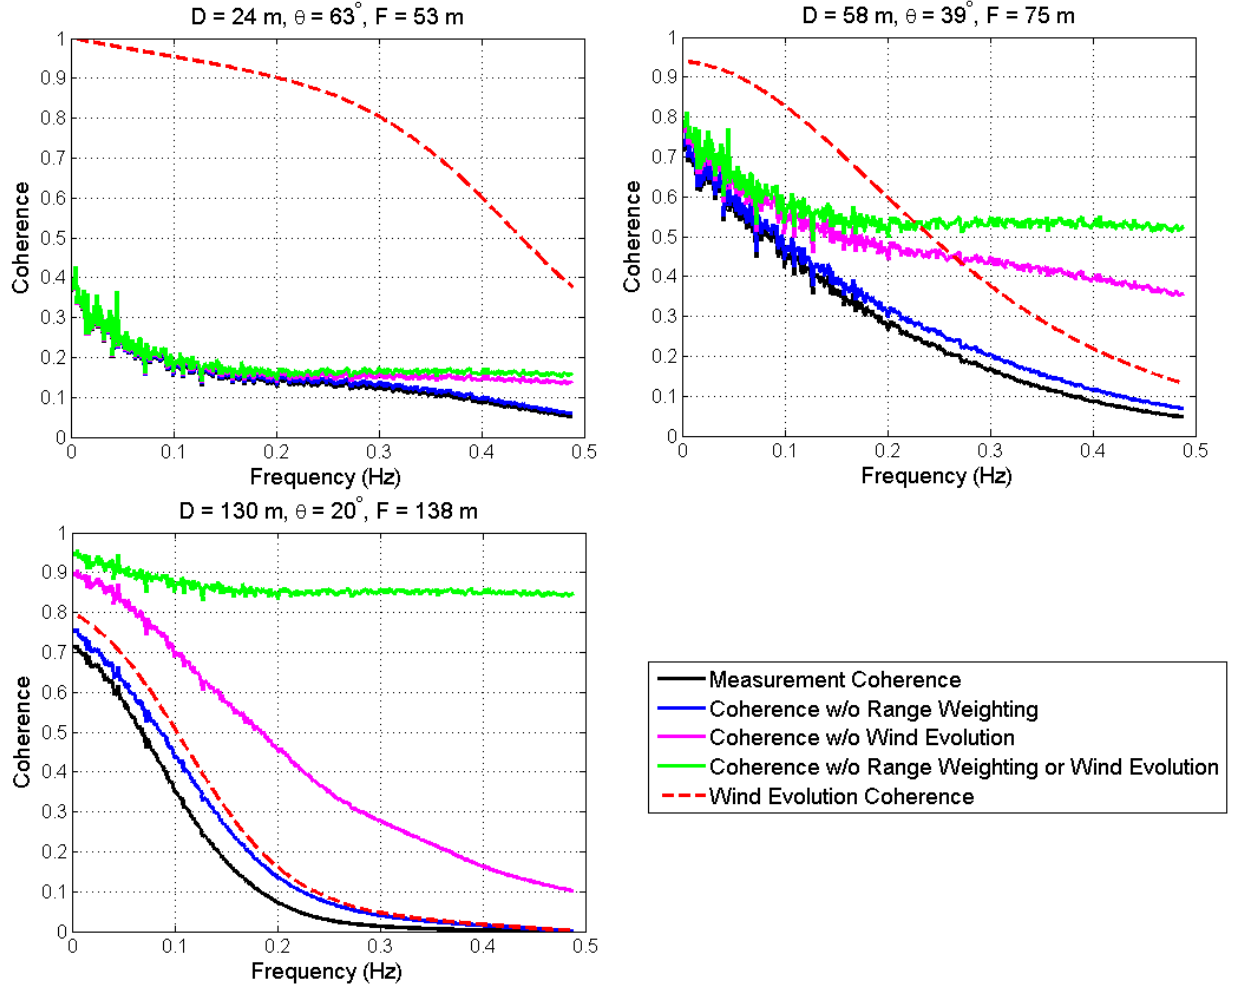 D = 24 m, θ = 63°, F = 53 m
1
0.9
0.8
0.7
0.6
0.5
0.4
0.3
0.2
0.1
0
Coherence
0 0.1 0.2 0.3 0.4 0.5
Frequency (Hz)
D = 58 m, θ = 39°, F = 75 m
1
0.9
0.8
0.7
0.6
0.5
0.4
0.3
0.2
0.1
0
Coherence
0 0.1 0.2 0.3 0.4 0.5
Frequency (Hz)
D = 130 m, θ = 20°, F = 138 m
1
0.9
0.8
0.7
0.6
0.5
0.4
0.3
0.2
0.1
0
Coherence
0 0.1 0.2 0.3 0.4 0.5
Frequency (Hz)
Measurement Coherence
Coherence w/o Range Weighting
Coherence w/o Wind Evolution
Coherence w/o Range Weighting or Wind Evolution
Wind Evolution Coherence